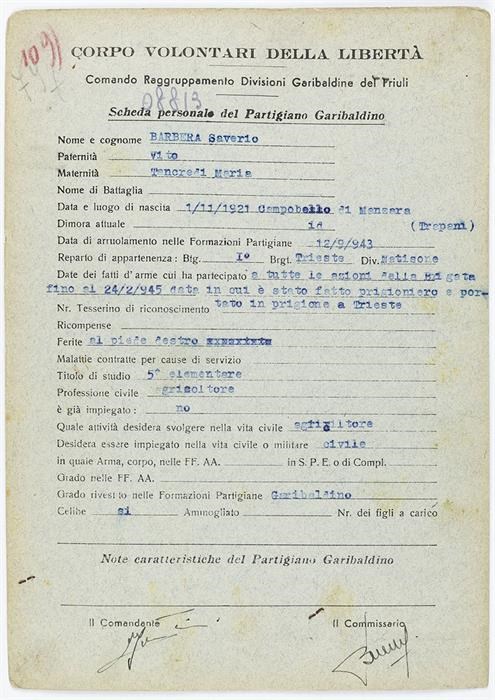 1091
CORPO VOLONTARI DELLA LIBERTÀ
Comando Raggruppamento Divisioni Garibaldine del Friuli
08813
Scheda personale del Partigiano Garibaldino
Nome e cognome BARBERA Saverio
Paternità Vito
Maternità Tancredi Maria
Nome di Battaglia
Data e luogo di nascita 1/11/1921 Campobello di Manzara
Dimora attuale id (Trapani)
Data di arruolamento nelle Formazioni Partigiane 12/9/943
Reparto di appartenenza: Btg. I° Brgt. Trieste Div. Natisone
Date dei fatti d'arme cui ha partecipato a tutte le azioni della Brigata
fino al 24/2/945 data in cui è stato fatto prigioniero e por-
tato in prigione a Trieste
Nr. Tesserino di riconoscimento
Ricompense
Ferite al piede destro
Malattie contratte per cause di servizio
Titolo di studio 5° elementare
Professione civile agricoltore
è già impiegato: no
Quale attività desidera svolgere nella vita civile agricoltore
Desidera essere impiegato nella vita civile o militare civile
in quale Arma, corpo, nelle FF. AA. in S. P. E. o di Compl.
Grado nelle FF. AA.
Grado rivestito nelle Formazioni Partigiane Garibaldino
Celibe si Ammogliato Nr. dei figli a carico
Note caratteristiche del Partigiano Garibaldino
Il Comandante Il Commissario